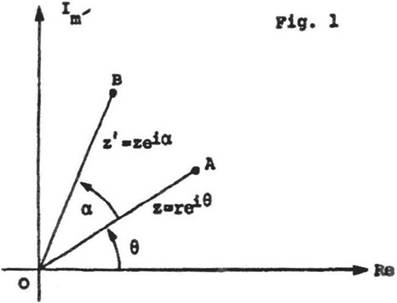 Im′
Fig. 1
B
z'=ze^{iα}
A
α
z=re^{iθ}
θ
O
Re